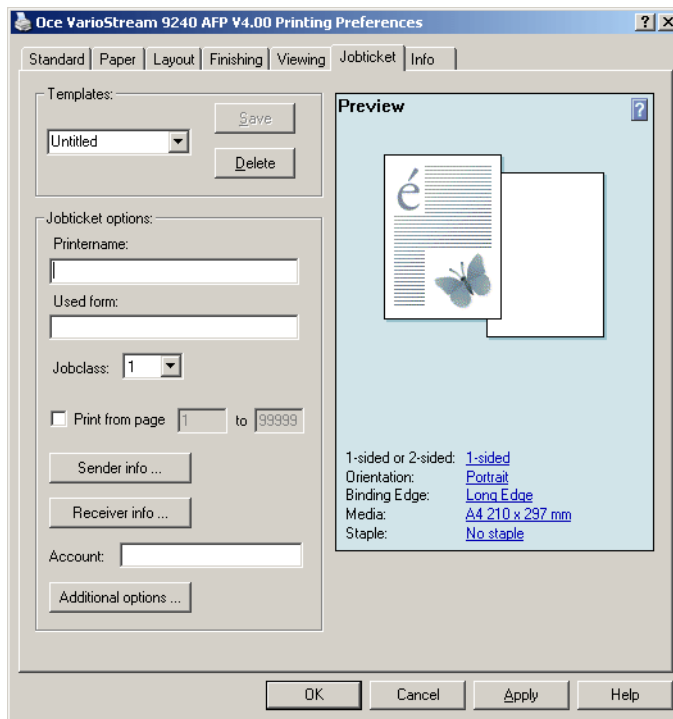 Oce VarioStream 9240 AFP V4.00 Printing Preferences
? X
Standard Paper Layout Finishing Viewing Jobticket Info
Templates:
Untitled
Save
Delete
Jobticket options:
Printername:
Used form:
Jobclass: 1
Print from page 1 to 99999
Sender info ...
Receiver info ...
Account:
Additional options ...
Preview ?
é
1-sided or 2-sided: 1-sided
Orientation: Portrait
Binding Edge: Long Edge
Media: A4 210 x 297 mm
Staple: No staple
OK Cancel Apply Help